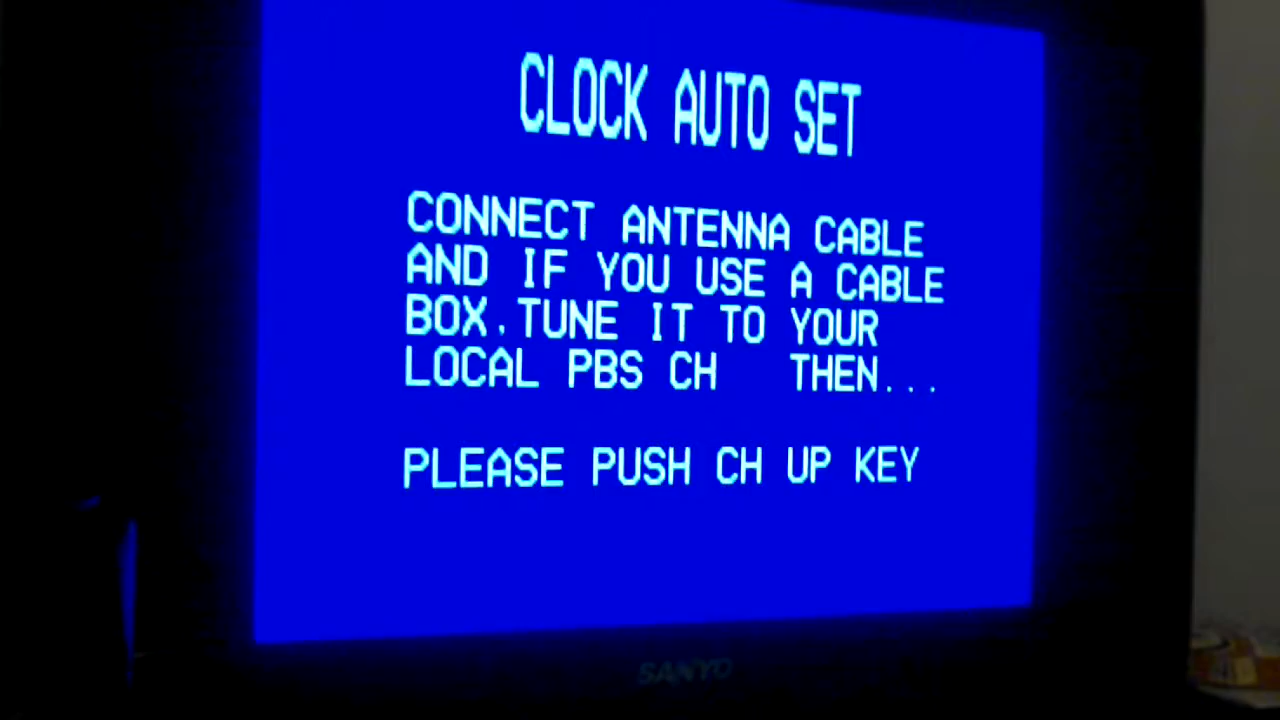 CLOCK AUTO SET
CONNECT ANTENNA CABLE
AND IF YOU USE A CABLE
BOX,TUNE IT TO YOUR
LOCAL PBS CH THEN...
PLEASE PUSH CH UP KEY
SANYO